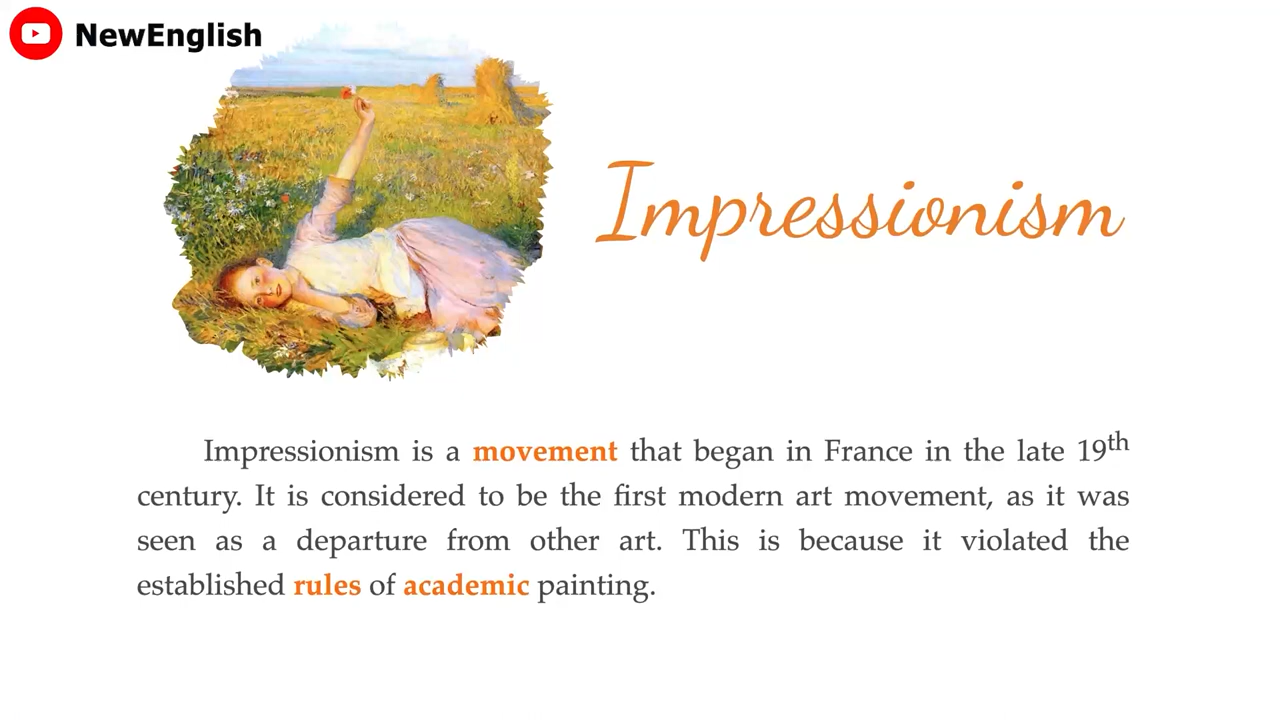 NewEnglish
Impressionism
Impressionism is a movement that began in France in the late 19th
century. It is considered to be the first modern art movement, as it was
seen as a departure from other art. This is because it violated the
established rules of academic painting.